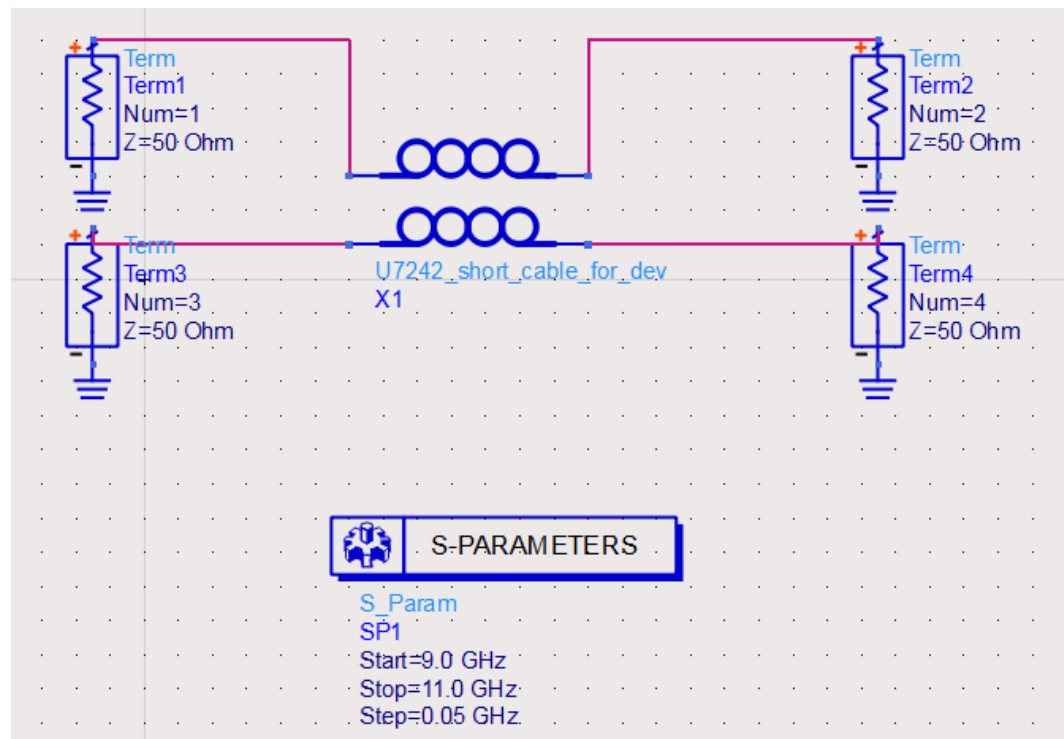 Term
Term1
Num=1
Z=50 Ohm
Term
Term2
Num=2
Z=50 Ohm
Term
Term3
Num=3
Z=50 Ohm
U7242_short_cable_for_dev
X1
Term
Term4
Num=4
Z=50 Ohm
S-PARAMETERS
S_Param
SP1
Start=9.0 GHz
Stop=11.0 GHz
Step=0.05 GHz